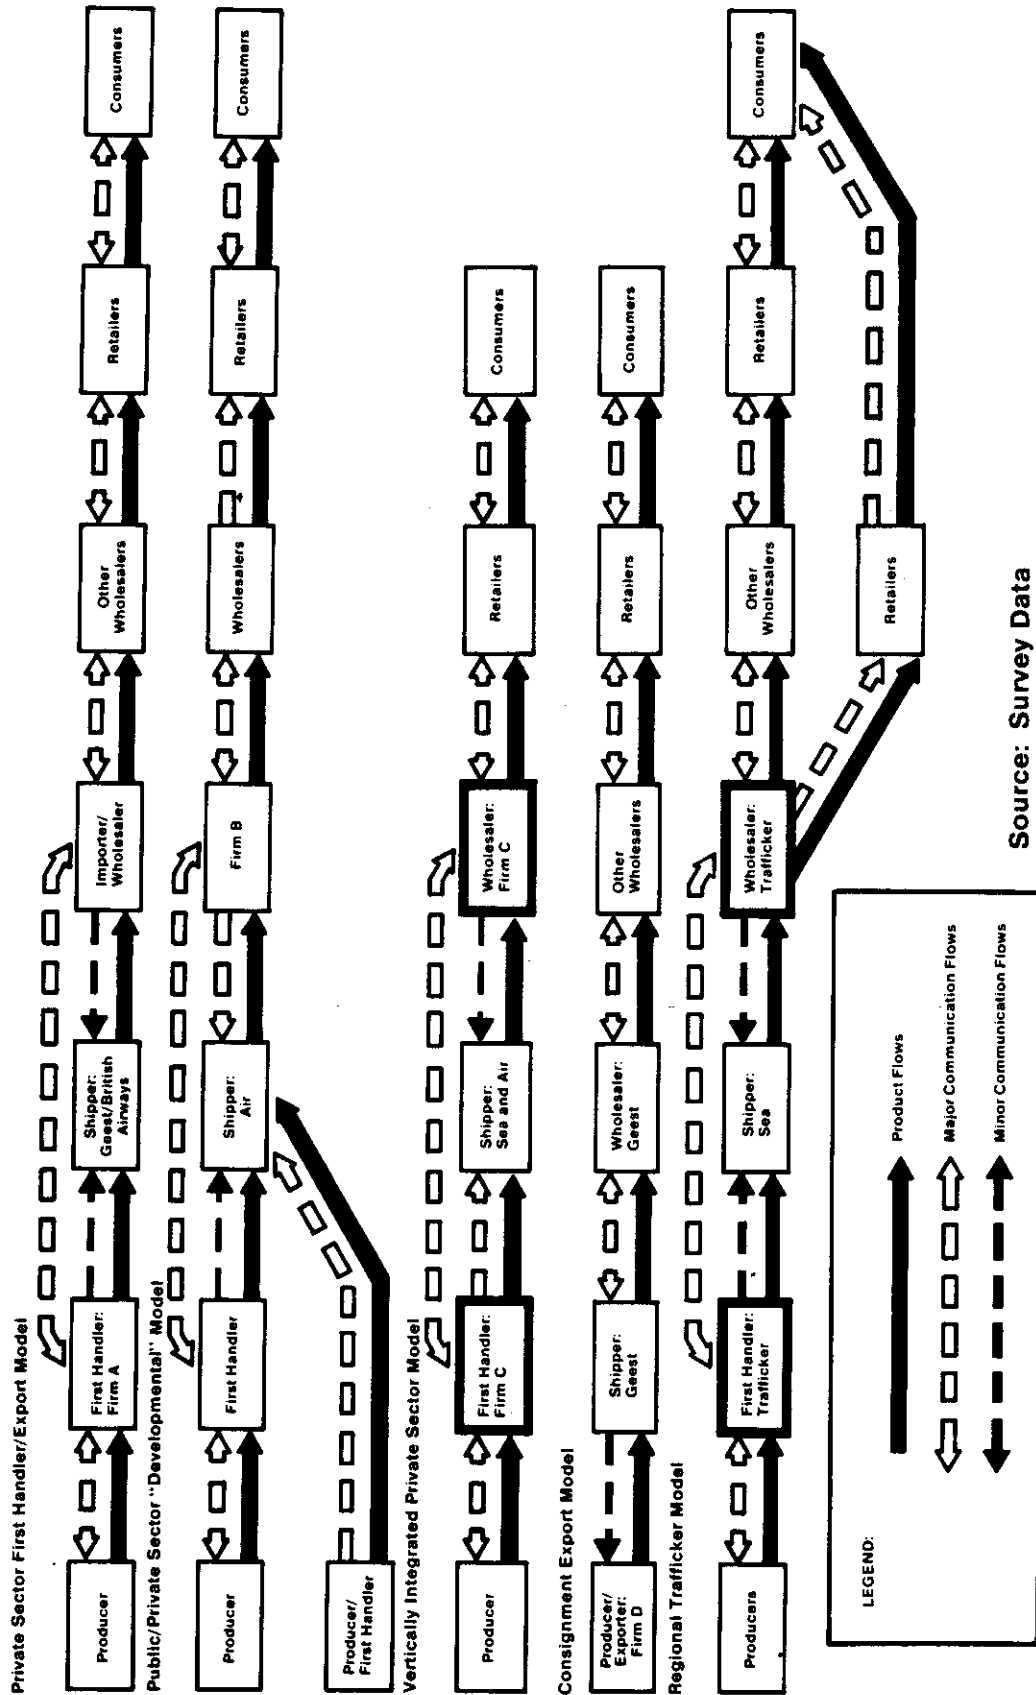 Private Sector First Handler/Export Model
Producer
First Handler:
Firm A
Shipper:
Geest/British
Airways
Importer/
Wholesaler
Other
Wholesalers
Retailers
Consumers
Public/Private Sector "Developmental" Model
Producer
First Handler
Shipper:
Air
Firm B
Wholesalers
Retailers
Consumers
Producer/
First Handler
Vertically Integrated Private Sector Model
Producer
First Handler:
Firm C
Shipper:
Sea and Air
Wholesaler:
Firm C
Retailers
Consumers
Consignment Export Model
Producer/
Exporter:
Firm D
Shipper:
Geest
Wholesaler:
Geest
Other
Wholesalers
Retailers
Consumers
Regional Trafficker Model
Producers
First Handler:
Trafficker
Shipper:
Sea
Wholesaler:
Trafficker
Other
Wholesalers
Retailers
Consumers
Retailers
LEGEND:
Product Flows
Major Communication Flows
Minor Communication Flows
Source: Survey Data